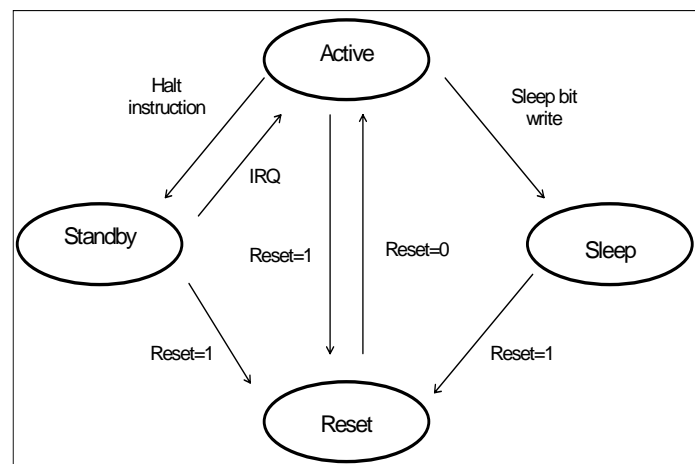 Active
Halt
instruction
Sleep bit
write
IRQ
Standby
Reset=1
Reset=0
Sleep
Reset=1
Reset=1
Reset